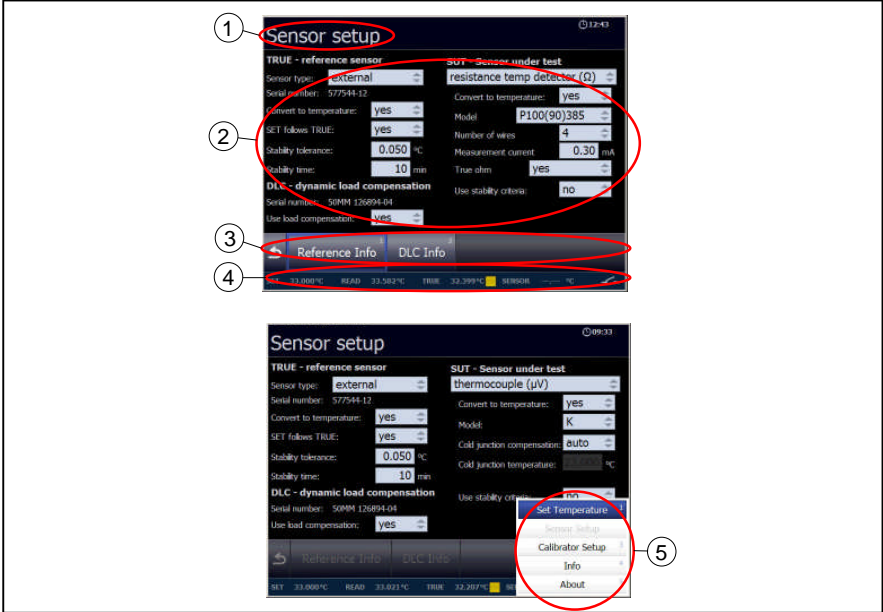 1
12:43
Sensor setup
TRUE - reference sensor
Sensor type: external
Serial number: 577544-12
Convert to temperature: yes
SET follows TRUE: yes
Stability tolerance: 0.050 °C
Stability time: 10 min
DLC - dynamic load compensation
Serial number: 50MM 126894-04
Use load compensation: yes
SUT - Sensor under test
resistance temp detector (Ω)
Convert to temperature: yes
Model P100(90)385
Number of wires 4
Measurement current 0.30 mA
True ohm yes
Use stability criteria: no
2
3
Reference Info DLC Info
4
SET 33.000°C READ 33.502°C TRUE 32.399°C SENSOR --,-- °C
09:33
Sensor setup
TRUE - reference sensor
Sensor type: external
Serial number: 577544-12
Convert to temperature: yes
SET follows TRUE: yes
Stability tolerance: 0.050 °C
Stability time: 10 min
DLC - dynamic load compensation
Serial number: 50MM 126894-04
Use load compensation: yes
SUT - Sensor under test
thermocouple (µV)
Convert to temperature: yes
Model: K
Cold junction compensation: auto
Cold junction temperature: °C
Use stability criteria: no
Set Temperature 1
Sensor Setup
Calibrator Setup 3
Info 4
About
5
Reference Info DLC Info
SET 33.000°C READ 33.021°C TRUE 32.207°C